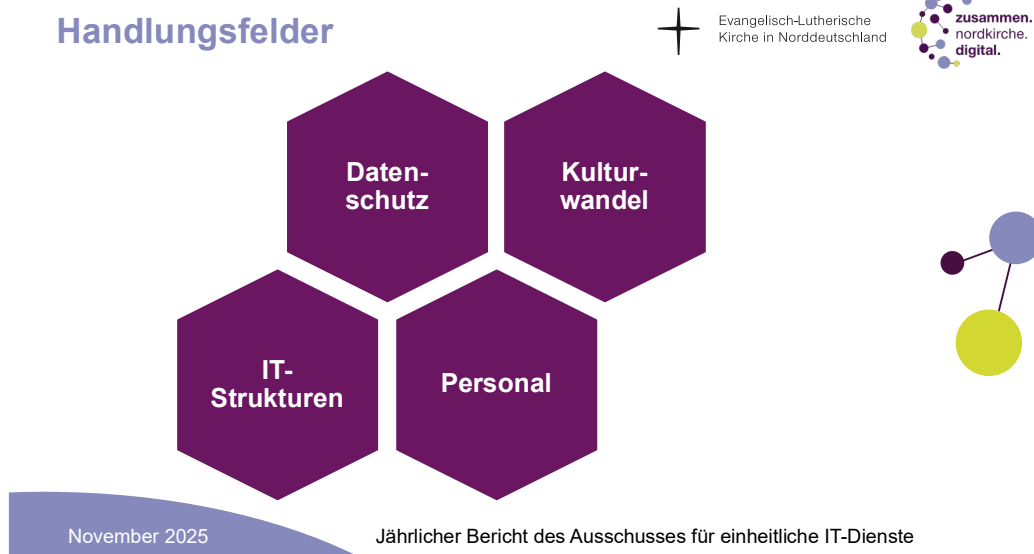 Handlungsfelder
Evangelisch-Lutherische
Kirche in Norddeutschland
zusammen.
nordkirche.
digital.
Daten-
schutz
Kultur-
wandel
IT-
Strukturen
Personal
November 2025
Jährlicher Bericht des Ausschusses für einheitliche IT-Dienste